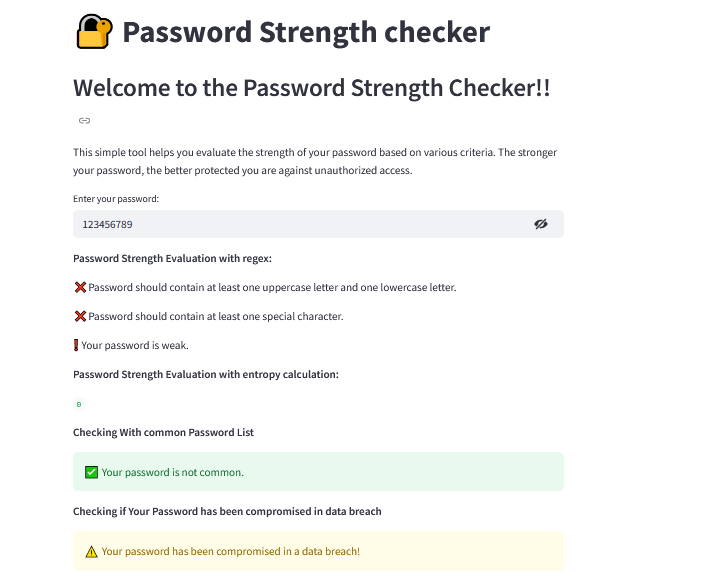 Password Strength checker
Welcome to the Password Strength Checker!!
This simple tool helps you evaluate the strength of your password based on various criteria. The stronger
your password, the better protected you are against unauthorized access.
Enter your password:
123456789
Password Strength Evaluation with regex:
❌ Password should contain at least one uppercase letter and one lowercase letter.
❌ Password should contain at least one special character.
❗ Your password is weak.
Password Strength Evaluation with entropy calculation:
0
Checking With common Password List
✅ Your password is not common.
Checking if Your Password has been compromised in data breach
⚠️ Your password has been compromised in a data breach!